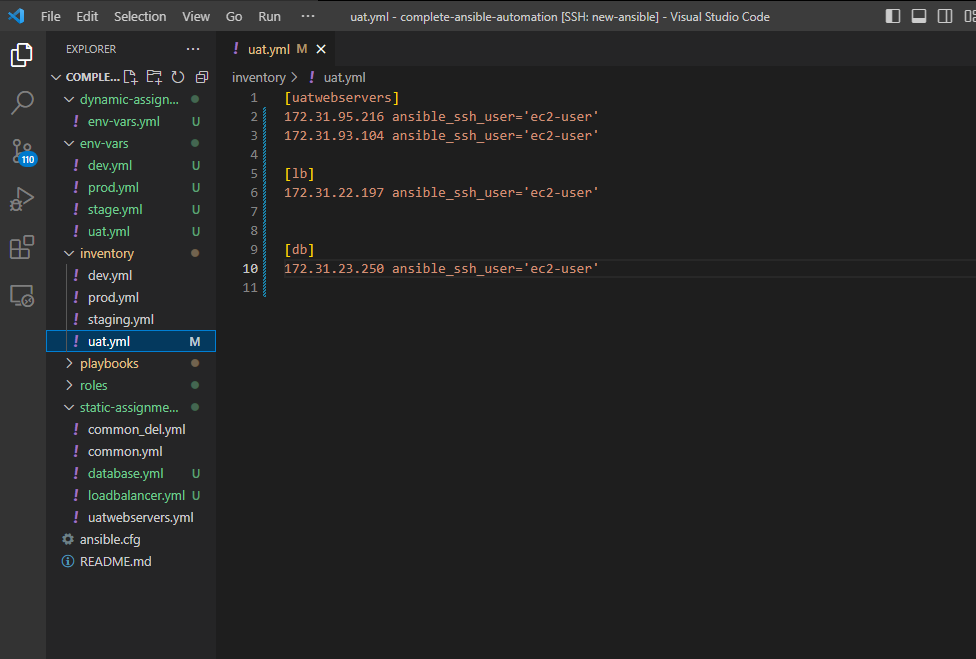 File Edit Selection View Go Run ··· uat.yml - complete-ansible-automation [SSH: new-ansible] - Visual Studio Code
EXPLORER ···
COMPLE...
dynamic-assign...
! env-vars.yml U
env-vars
! dev.yml U
! prod.yml U
! stage.yml U
! uat.yml U
inventory
! dev.yml
! prod.yml
! staging.yml
! uat.yml M
playbooks
roles
static-assignme...
! common_del.yml
! common.yml
! database.yml U
! loadbalancer.yml U
! uatwebservers.yml
ansible.cfg
README.md
110
! uat.yml M
inventory > ! uat.yml
1 [uatwebservers]
2 172.31.95.216 ansible_ssh_user='ec2-user'
3 172.31.93.104 ansible_ssh_user='ec2-user'
4
5 [lb]
6 172.31.22.197 ansible_ssh_user='ec2-user'
7
8
9 [db]
10 172.31.23.250 ansible_ssh_user='ec2-user'
11